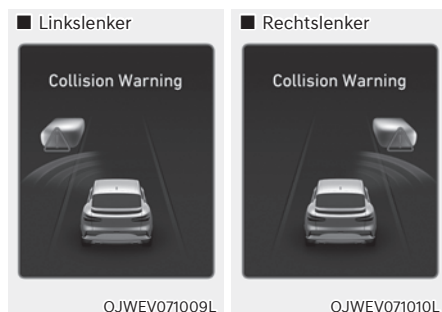 ■ Linkslenker
Collision Warning
OJWEV071009L
■ Rechtslenker
Collision Warning
OJWEV071010L